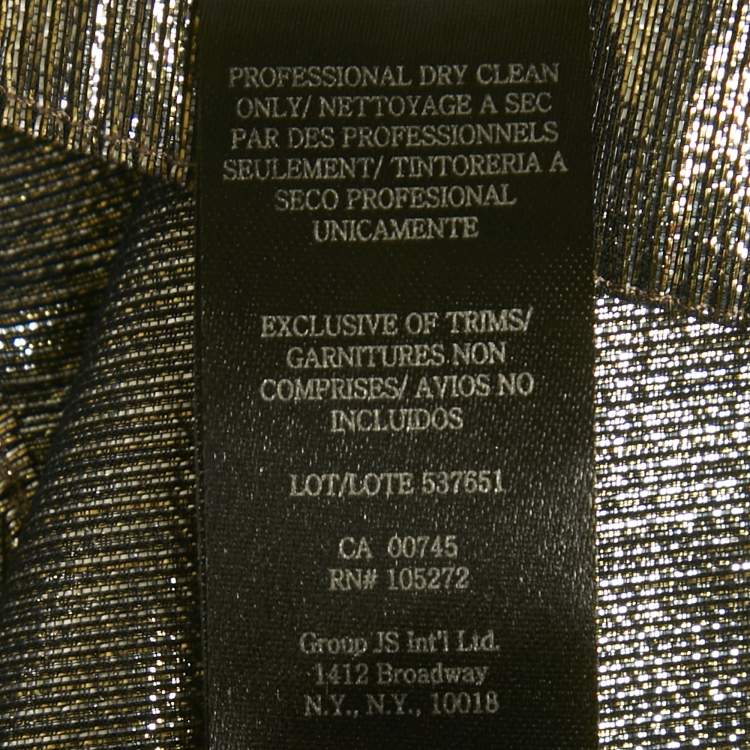 PROFESSIONAL DRY CLEAN
ONLY/ NETTOYAGE A SEC
PAR DES PROFESSIONNELS
SEULEMENT/ TINTORERIA A
SECO PROFESIONAL
UNICAMENTE
EXCLUSIVE OF TRIMS/
GARNITURES NON
COMPRISES/ AVIOS NO
INCLUIDOS
LOT/LOTE 537651
CA 00745
RN# 105272
Group JS Int'l Ltd.
1412 Broadway
N.Y., N.Y., 10018